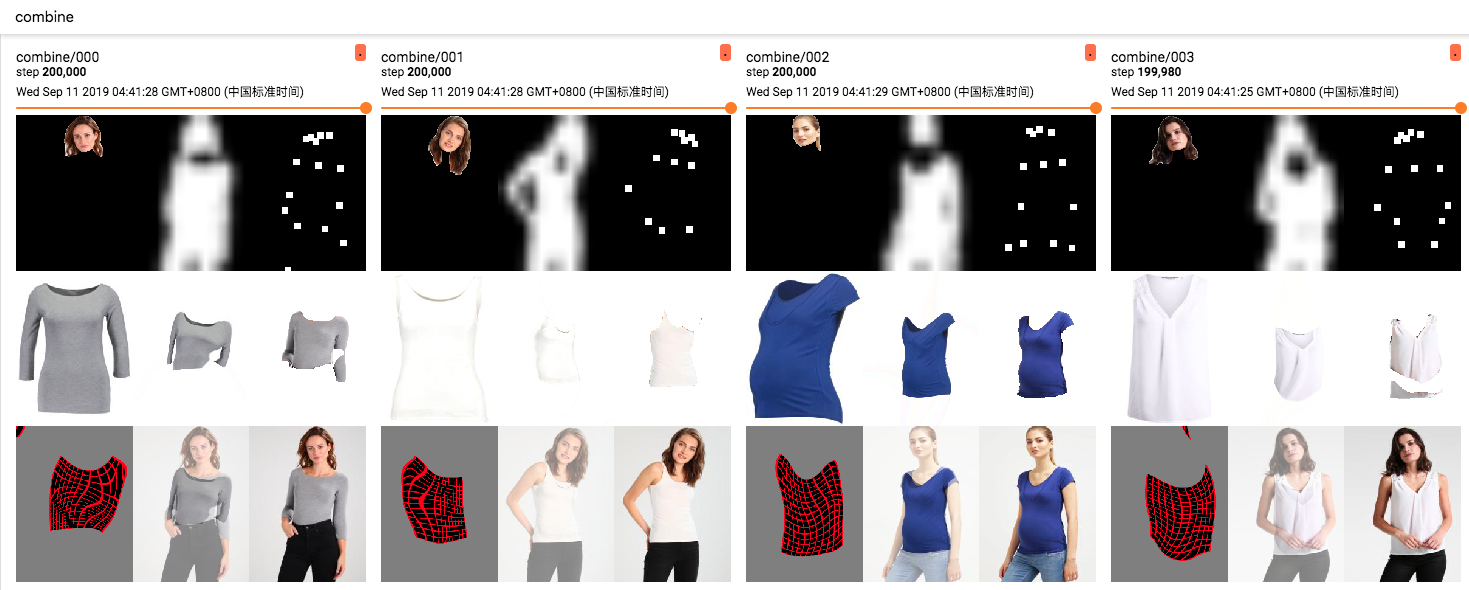 combine
combine/000
step 200,000
Wed Sep 11 2019 04:41:28 GMT+0800 (中国标准时间)
combine/001
step 200,000
Wed Sep 11 2019 04:41:28 GMT+0800 (中国标准时间)
combine/002
step 200,000
Wed Sep 11 2019 04:41:29 GMT+0800 (中国标准时间)
combine/003
step 199,980
Wed Sep 11 2019 04:41:25 GMT+0800 (中国标准时间)